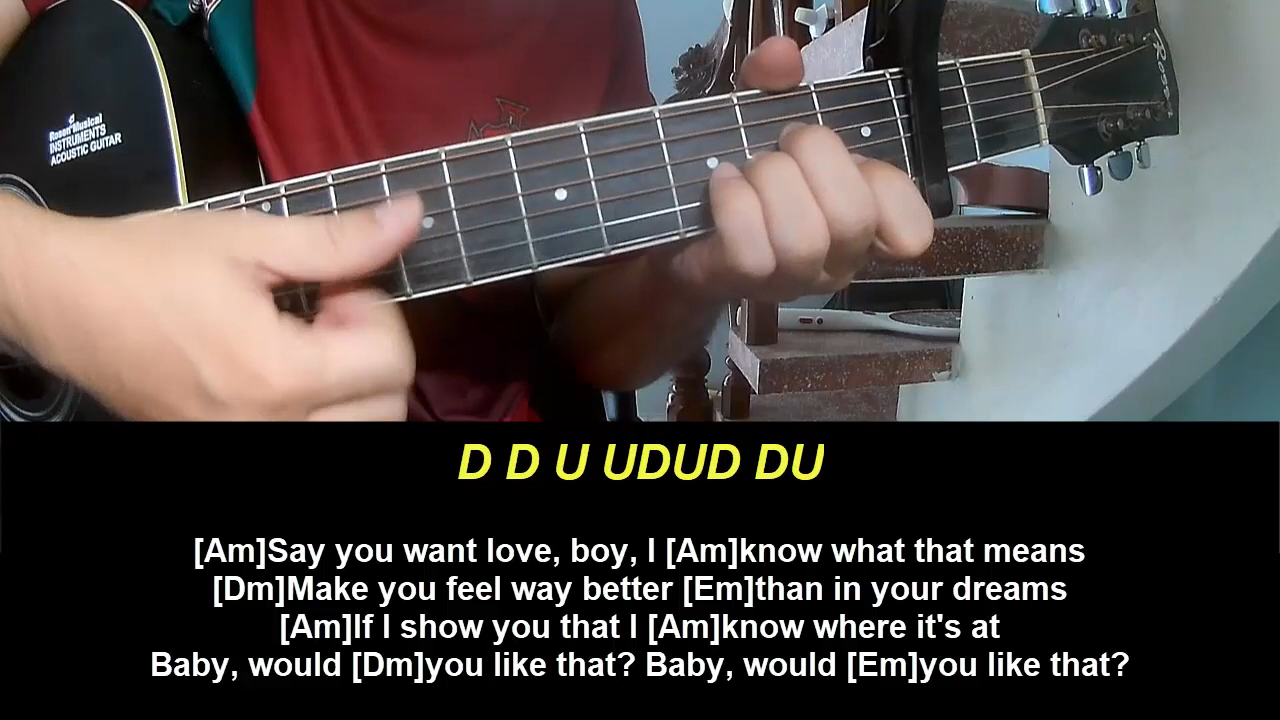 Rosen Musical
INSTRUMENTS
ACOUSTIC GUITAR
D D U UDUD DU
[Am]Say you want love, boy, I [Am]know what that means
[Dm]Make you feel way better [Em]than in your dreams
[Am]If I show you that I [Am]know where it's at
Baby, would [Dm]you like that? Baby, would [Em]you like that?